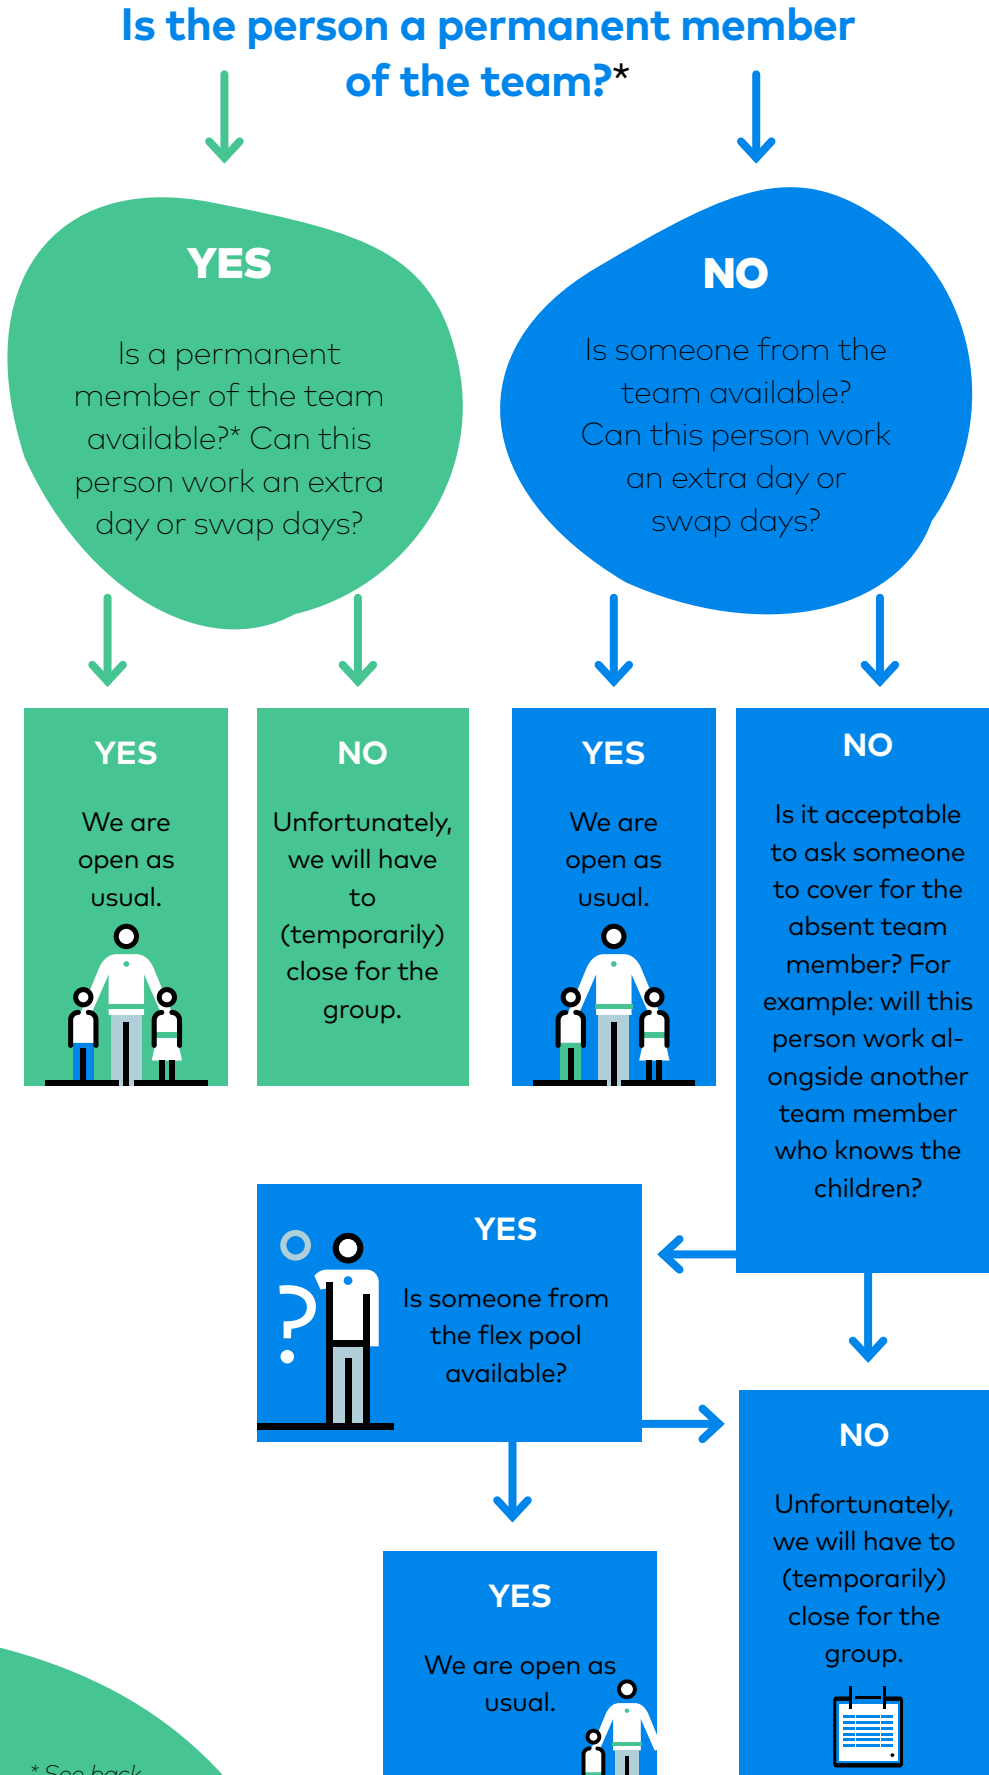 Is the person a permanent member
of the team?*
YES
Is a permanent
member of the team
available?* Can this
person work an extra
day or swap days?
NO
Is someone from the
team available?
Can this person work
an extra day or
swap days?
YES
We are
open as
usual.
NO
Unfortunately,
we will have
to
(temporarily)
close for the
group.
YES
We are
open as
usual.
NO
Is it acceptable
to ask someone
to cover for the
absent team
member? For
example: will this
person work al-
ongside another
team member
who knows the
children?
YES
Is someone from
the flex pool
available?
?
NO
Unfortunately,
we will have to
(temporarily)
close for the
group.
YES
We are open as
usual.
* See back